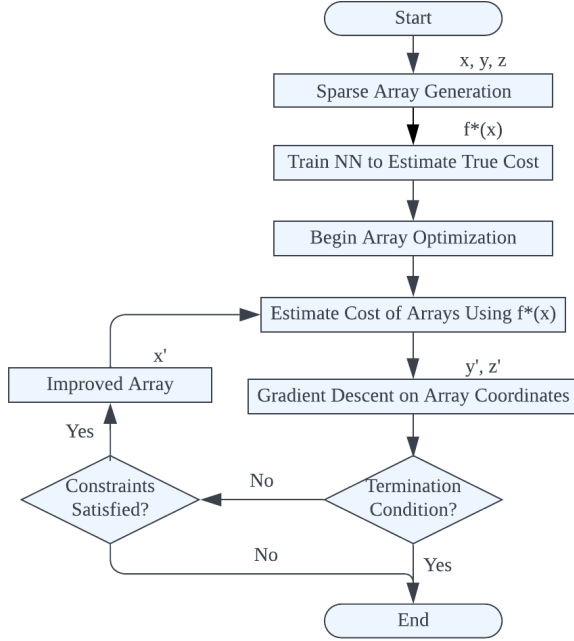 Start
x, y, z
Sparse Array Generation
f*(x)
Train NN to Estimate True Cost
Begin Array Optimization
Estimate Cost of Arrays Using f*(x)
x'
y', z'
Improved Array
Gradient Descent on Array Coordinates
Yes
Constraints
Satisfied?
No
Termination
Condition?
No
Yes
End